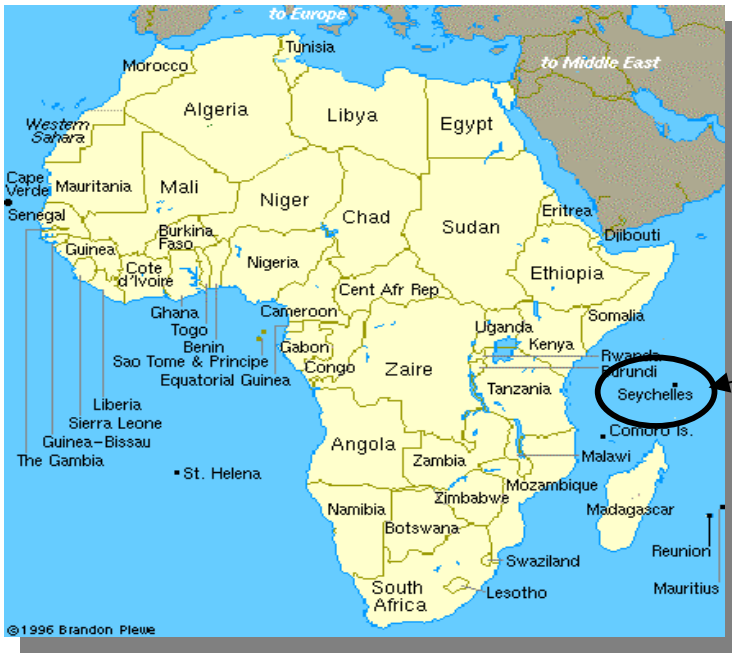 to Europe
Tunisia
Morocco
to Middle East
Algeria
Libya
Egypt
Western
Sahara
Cape
Verde
Mauritania
Mali
Niger
Chad
Sudan
Eritrea
Senegal
Burkina
Faso
Djibouti
Guinea
Nigeria
Cote
d'Ivoire
Ethiopia
Cent Afr Rep
Ghana
Cameroon
Somalia
Togo
Uganda
Benin
Gabon
Kenya
Rwanda
Sao Tome & Principe
Congo
Zaire
Burundi
Equatorial Guinea
Tanzania
Seychelles
Liberia
Sierra Leone
Comoro Is.
Guinea-Bissau
Angola
Malawi
The Gambia
Zambia
St. Helena
Mozambique
Zimbabwe
Namibia
Madagascar
Botswana
Reunion
Swaziland
South
Africa
Lesotho
Mauritius
©1996 Brandon Plewe